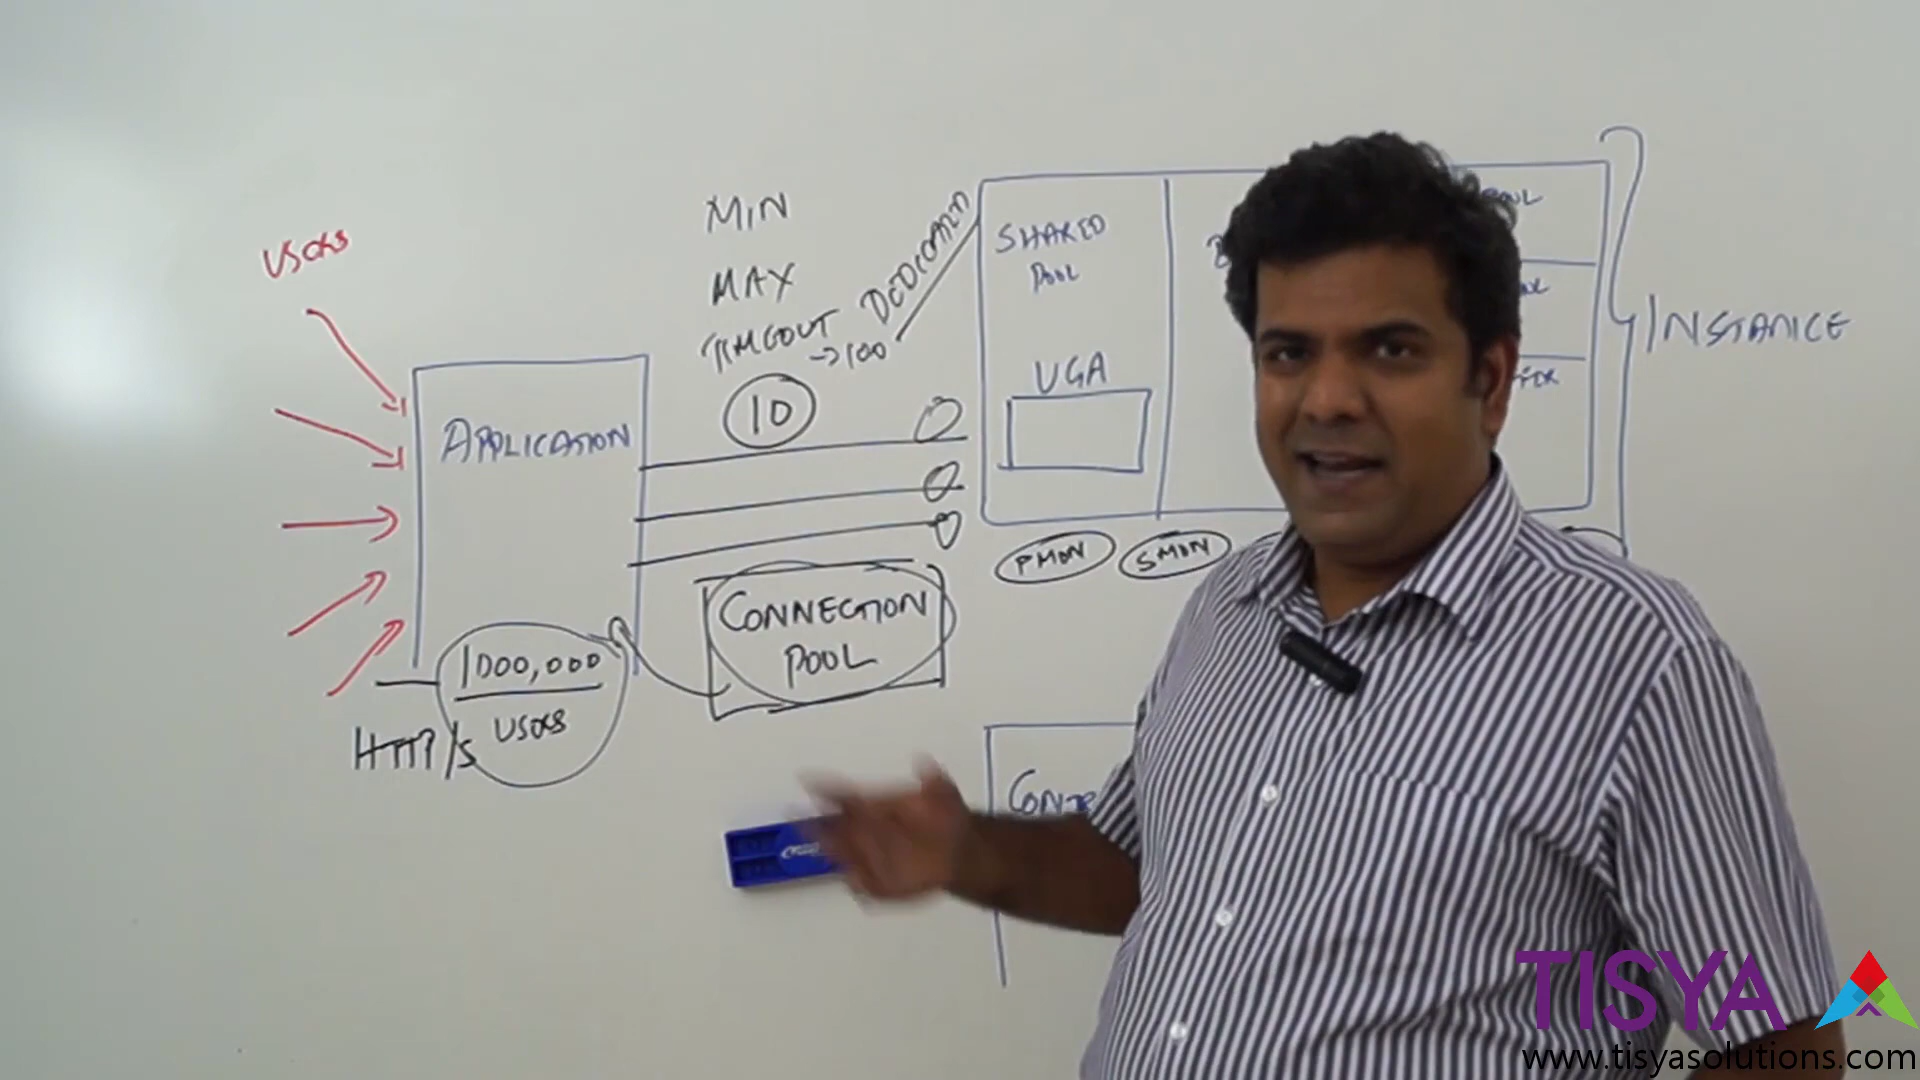 USERS
APPLICATION
1000,000
USERS
HTTP/S
MIN
MAX
TIMEOUT
→100
10
DEDICATED
CONNECTION
POOL
SHARED
POOL
UGA
POOL
INSTANCE
PMON
SMON
TISYA
www.tisyasolutions.com